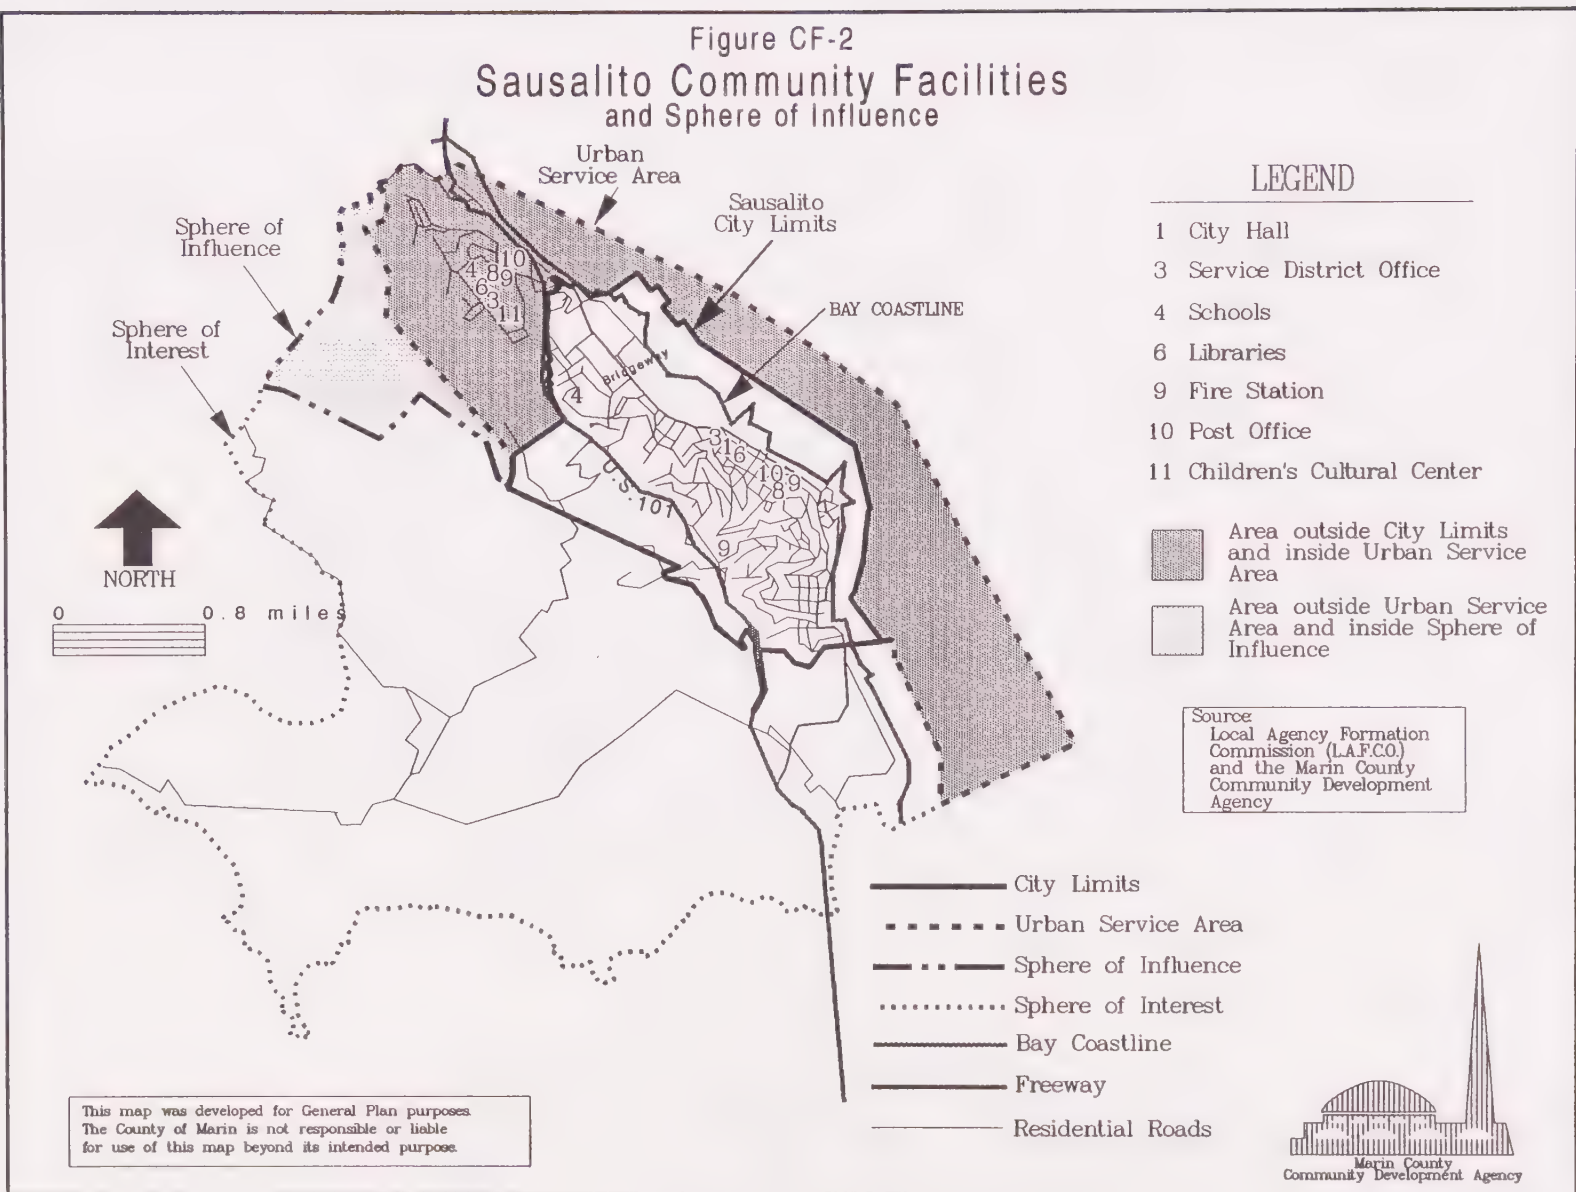 Figure CF-2
Sausalito Community Facilities
and Sphere of Influence
Urban
Service Area
Sausalito
City Limits
Sphere of
Influence
Sphere of
Interest
BAY COASTLINE
Bridgeway
U.S. 101
10
4 8 9
6
3
11
4
3
1 6
10 9
8
9
NORTH
0 0.8 miles
LEGEND
1 City Hall
3 Service District Office
4 Schools
6 Libraries
9 Fire Station
10 Post Office
11 Children's Cultural Center
Area outside City Limits
and inside Urban Service
Area
Area outside Urban Service
Area and inside Sphere of
Influence
Source:
Local Agency Formation
Commission (L.A.F.C.O.)
and the Marin County
Community Development
Agency
City Limits
Urban Service Area
Sphere of Influence
Sphere of Interest
Bay Coastline
Freeway
Residential Roads
This map was developed for General Plan purposes.
The County of Marin is not responsible or liable
for use of this map beyond its intended purpose.
Marin County
Community Development Agency